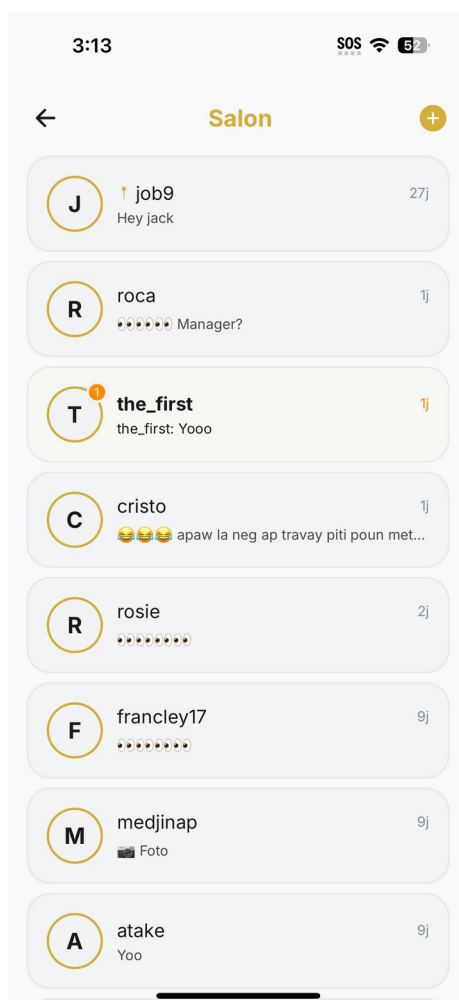 3:13
SOS
52
Salon
J
job9
27j
Hey jack
R
roca
1j
👀👀👀 Manager?
1
T
the_first
1j
the_first: Yooo
C
cristo
1j
😂😂😂 apaw la neg ap travay piti poun met...
R
rosie
2j
👀👀👀👀
F
francley17
9j
👀👀👀👀
M
medjinap
9j
📷 Foto
A
atake
9j
Yoo